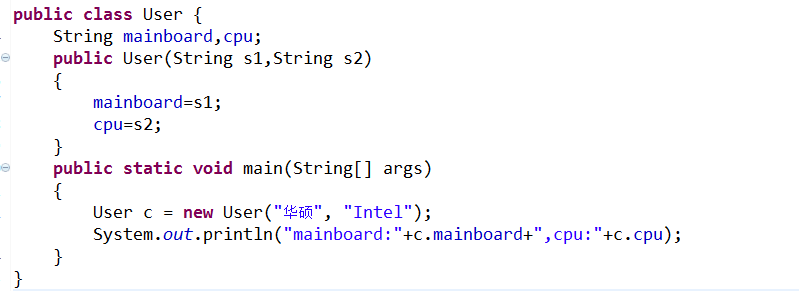 public class User {
    String mainboard,cpu;
    public User(String s1,String s2)
    {
        mainboard=s1;
        cpu=s2;
    }
    public static void main(String[] args)
    {
        User c = new User("华硕", "Intel");
        System.out.println("mainboard:"+c.mainboard+",cpu:"+c.cpu);
    }
}